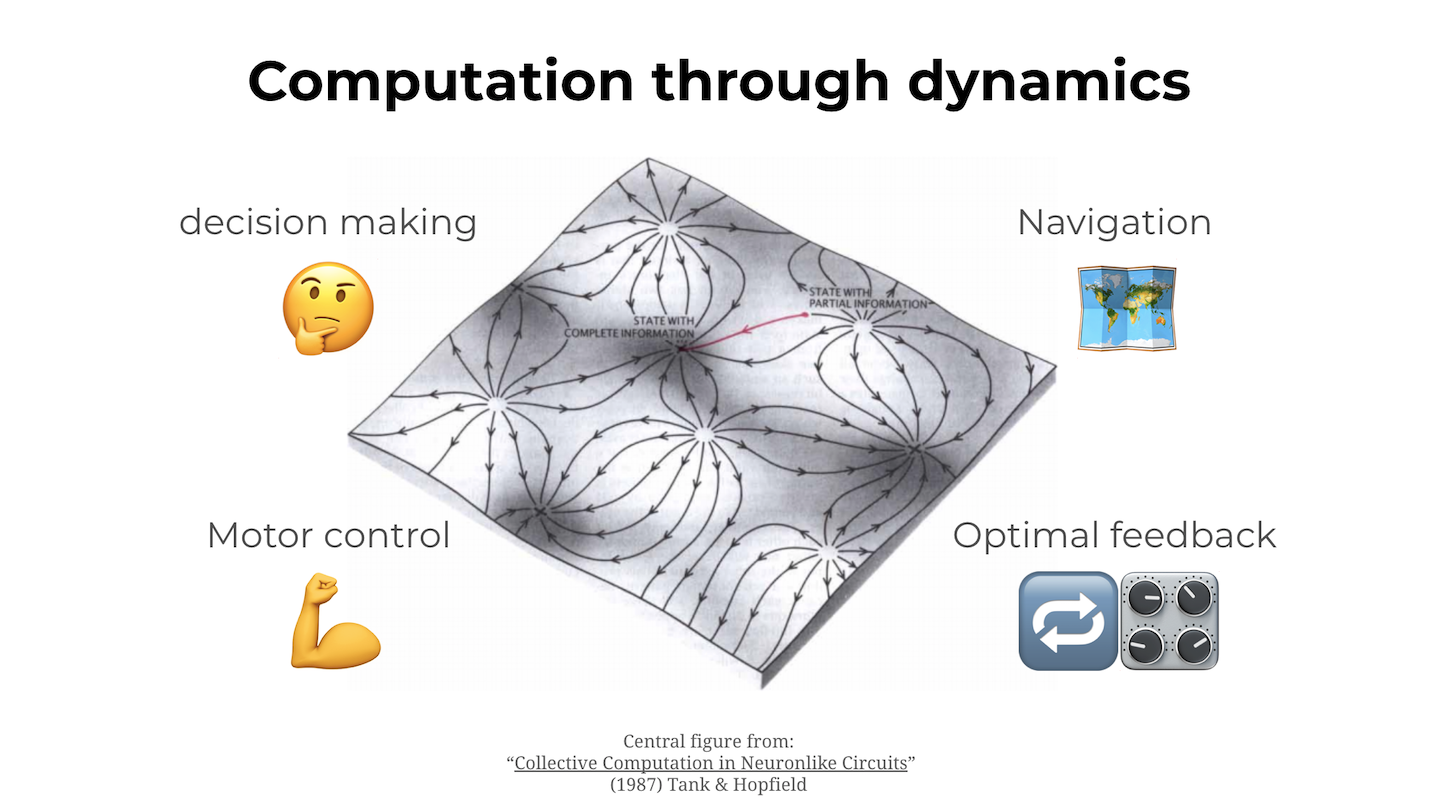 Computation through dynamics
decision making
Navigation
STATE WITH
PARTIAL INFORMATION
STATE WITH
COMPLETE INFORMATION
Motor control
Optimal feedback
Central figure from:
“Collective Computation in Neuronlike Circuits”
(1987) Tank & Hopfield